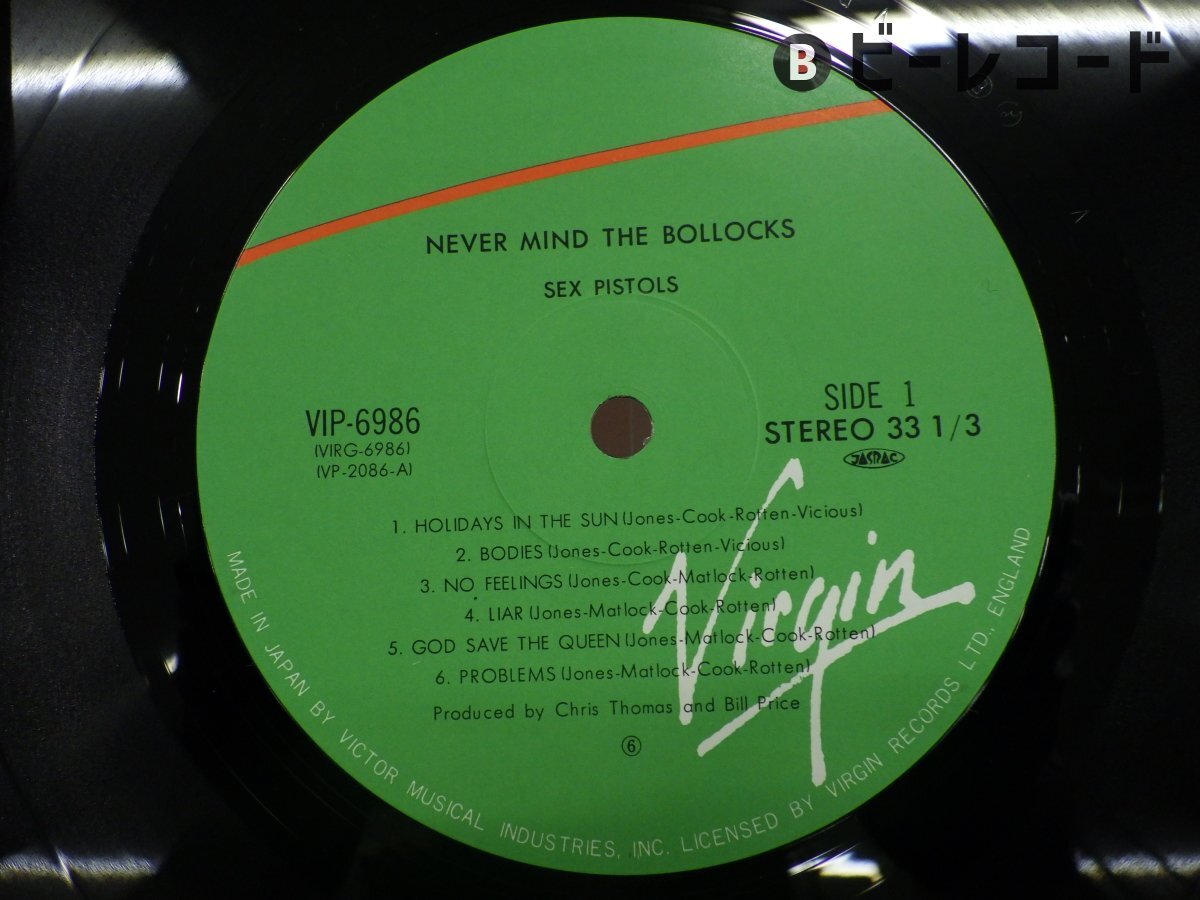 B ビーレコード
NEVER MIND THE BOLLOCKS
SEX PISTOLS
VIP-6986
(VIRG-6986)
(VP-2086-A)
SIDE 1
STEREO 33 1/3
JASRAC
1. HOLIDAYS IN THE SUN (Jones-Cook-Rotten-Vicious)
2. BODIES (Jones-Cook-Rotten-Vicious)
3. NO FEELINGS (Jones-Cook-Matlock-Rotten)
4. LIAR (Jones-Matlock-Cook-Rotten)
5. GOD SAVE THE QUEEN (Jones-Matlock-Cook-Rotten)
6. PROBLEMS (Jones-Matlock-Cook-Rotten)
Produced by Chris Thomas and Bill Price
⑥
Virgin
MADE IN JAPAN BY VICTOR MUSICAL INDUSTRIES, INC. LICENSED BY VIRGIN RECORDS LTD., ENGLAND